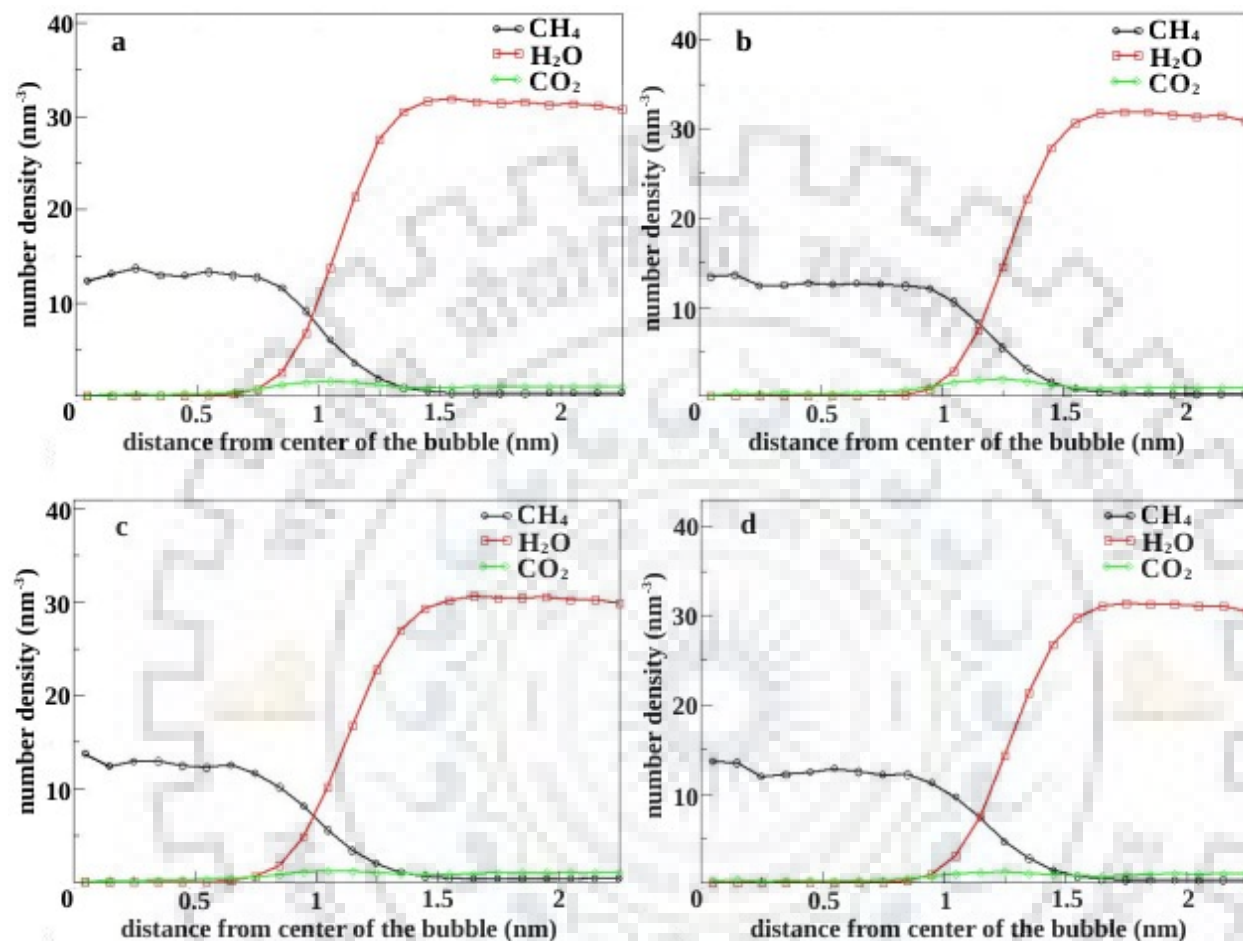 a
CH₄
H₂O
CO₂
40
30
20
10
0
0.5
1
1.5
2
number density (nm⁻³)
distance from center of the bubble (nm)
b
CH₄
H₂O
CO₂
40
30
20
10
0
0.5
1
1.5
2
number density (nm⁻³)
distance from center of the bubble (nm)
c
CH₄
H₂O
CO₂
40
30
20
10
0
0.5
1
1.5
2
number density (nm⁻³)
distance from center of the bubble (nm)
d
CH₄
H₂O
CO₂
40
30
20
10
0
0.5
1
1.5
2
number density (nm⁻³)
distance from center of the bubble (nm)